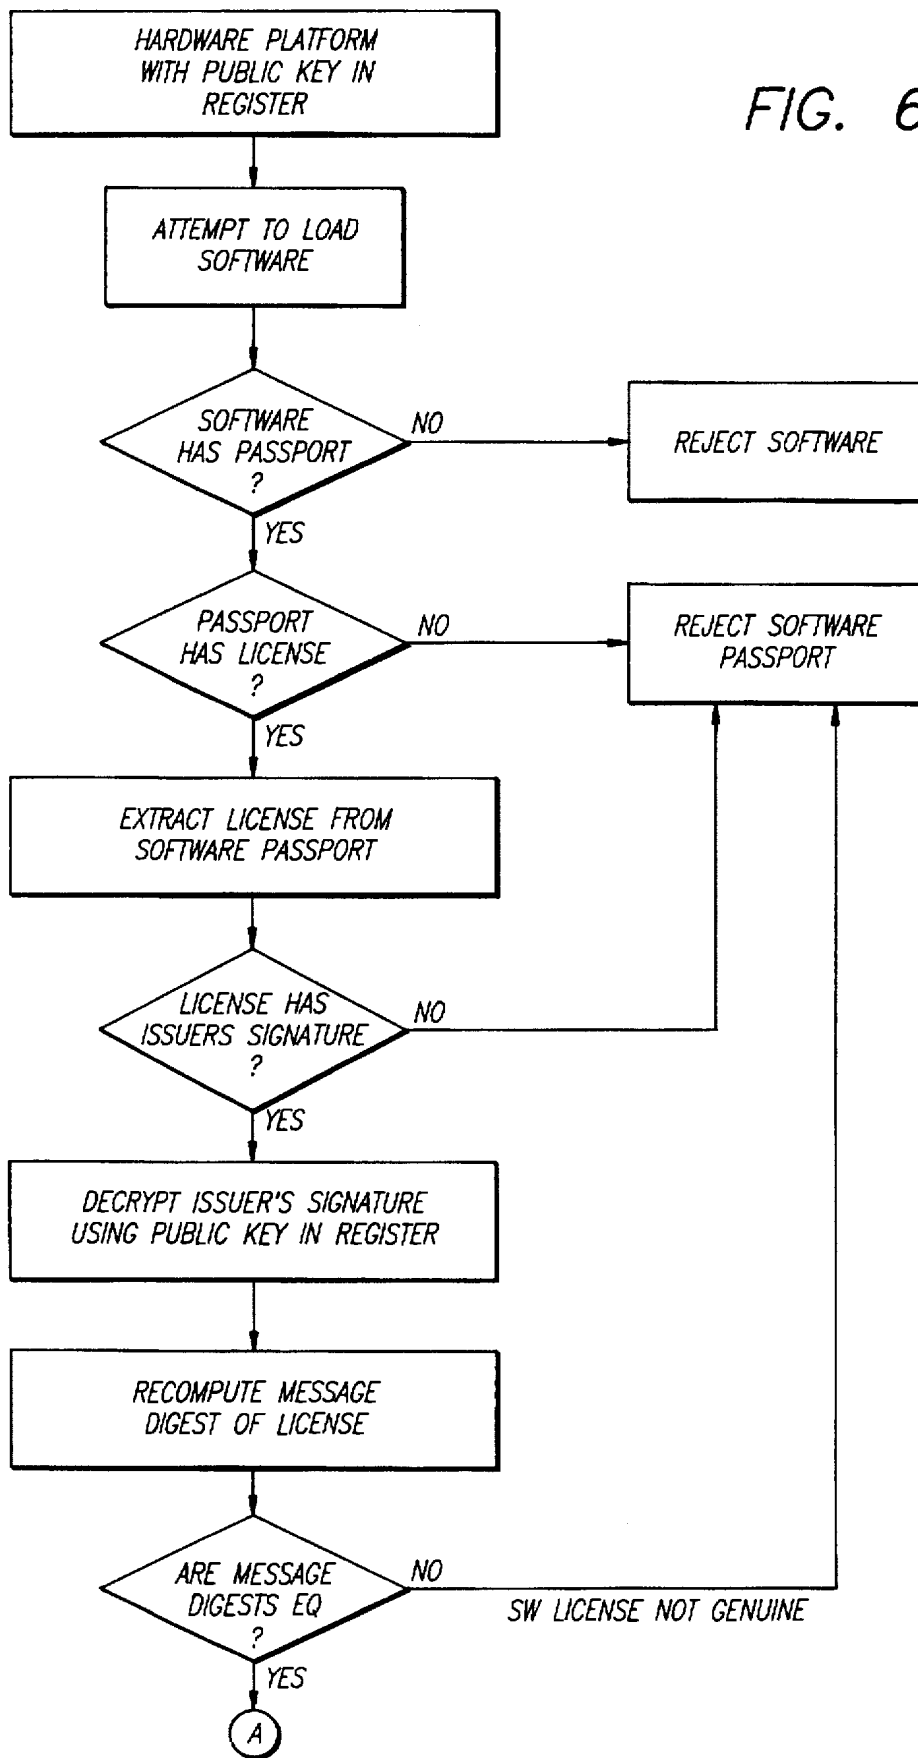 HARDWARE PLATFORM
WITH PUBLIC KEY IN
REGISTER
FIG. 6
ATTEMPT TO LOAD
SOFTWARE
SOFTWARE
HAS PASSPORT
?
NO
REJECT SOFTWARE
YES
PASSPORT
HAS LICENSE
?
NO
REJECT SOFTWARE
PASSPORT
YES
EXTRACT LICENSE FROM
SOFTWARE PASSPORT
LICENSE HAS
ISSUERS SIGNATURE
?
NO
YES
DECRYPT ISSUER'S SIGNATURE
USING PUBLIC KEY IN REGISTER
RECOMPUTE MESSAGE
DIGEST OF LICENSE
ARE MESSAGE
DIGESTS EQ
?
NO
SW LICENSE NOT GENUINE
YES
A